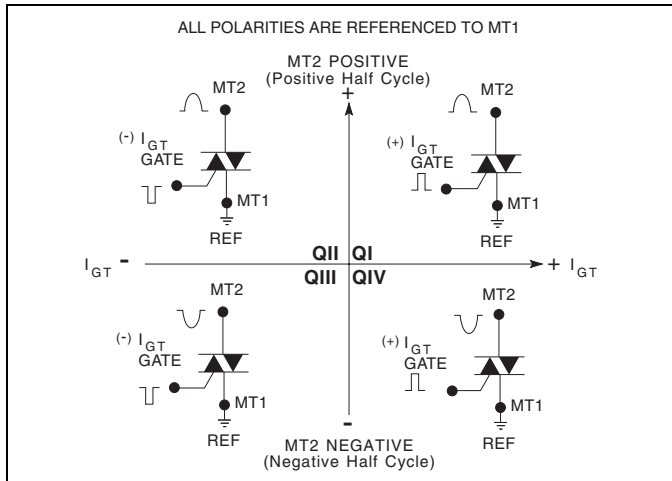 ALL POLARITIES ARE REFERENCED TO MT1
MT2 POSITIVE
(Positive Half Cycle)
+
MT2
(-) IGT
GATE
MT1
REF
MT2
(+) IGT
GATE
MT1
REF
IGT -
QII QI
QIII QIV
+ IGT
MT2
(-) IGT
GATE
MT1
REF
MT2
(+) IGT
GATE
MT1
REF
-
MT2 NEGATIVE
(Negative Half Cycle)